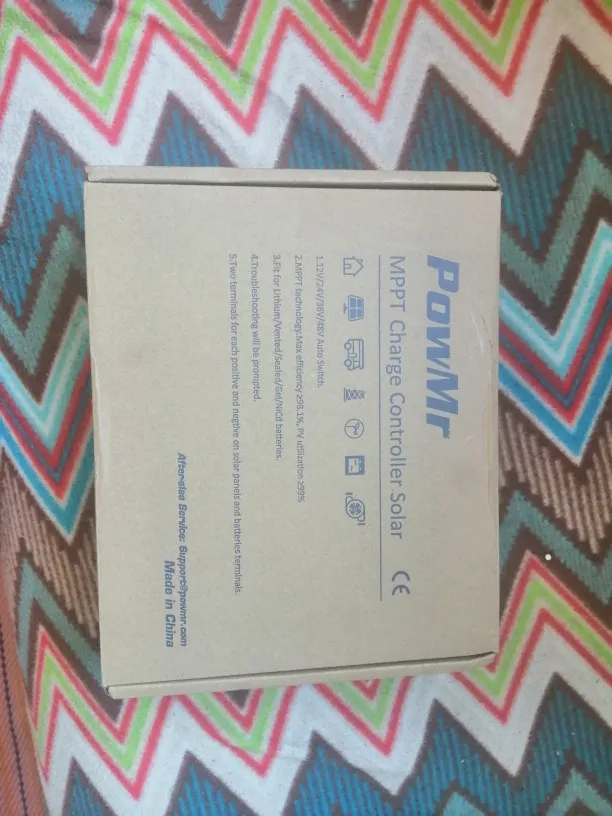 PowMr
MPPT Charge Controller Solar CE
1.12V/24V/36V/48V Auto Switch.
2.MPPT technology.Max efficiency ≥98.1%, PV utilization ≥99%
3.Fit for Lithium/Vented/Sealed/Gel/NiCd batteries.
4.Troubleshooting will be prompted.
5.Two terminals for each positive and negtive on solar panels and batteries terminals.
After-sled Service: Support@powmr.com
Made in China